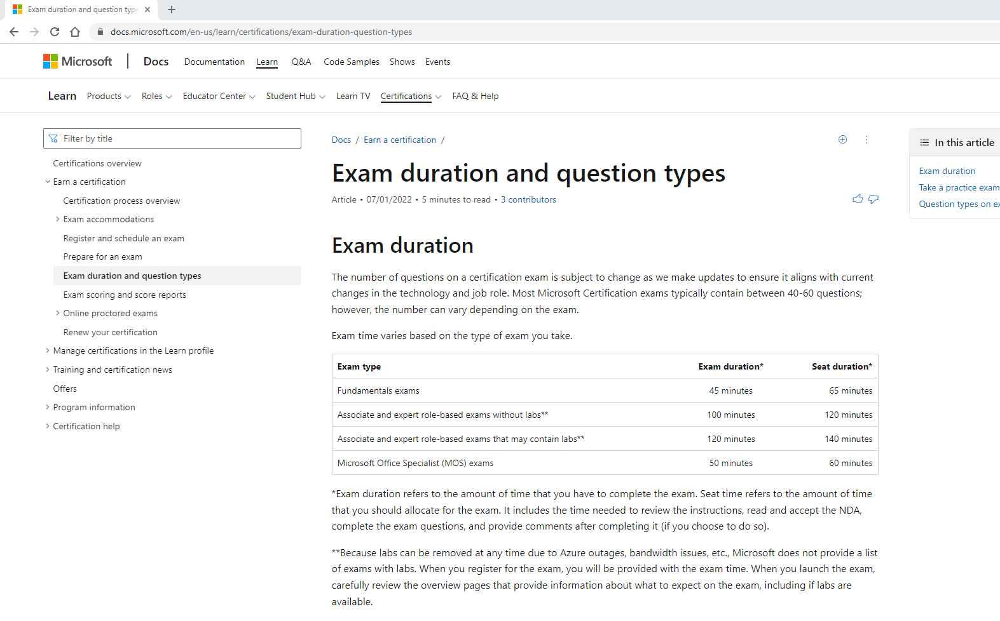 Exam duration and question type
docs.microsoft.com/en-us/learn/certifications/exam-duration-question-types
Microsoft Docs Documentation Learn Q&A Code Samples Shows Events
Learn Products Roles Educator Center Student Hub Learn TV Certifications FAQ & Help
Filter by title
Certifications overview
Earn a certification
Certification process overview
Exam accommodations
Register and schedule an exam
Prepare for an exam
Exam duration and question types
Exam scoring and score reports
Online proctored exams
Renew your certification
Manage certifications in the Learn profile
Training and certification news
Offers
Program information
Certification help
Docs / Earn a certification /
Exam duration and question types
Article • 07/01/2022 • 5 minutes to read • 3 contributors
Exam duration
The number of questions on a certification exam is subject to change as we make updates to ensure it aligns with current
changes in the technology and job role. Most Microsoft Certification exams typically contain between 40-60 questions;
however, the number can vary depending on the exam.
Exam time varies based on the type of exam you take.
Exam type Exam duration* Seat duration*
Fundamentals exams 45 minutes 65 minutes
Associate and expert role-based exams without labs** 100 minutes 120 minutes
Associate and expert role-based exams that may contain labs** 120 minutes 140 minutes
Microsoft Office Specialist (MOS) exams 50 minutes 60 minutes
*Exam duration refers to the amount of time that you have to complete the exam. Seat time refers to the amount of time
that you should allocate for the exam. It includes the time needed to review the instructions, read and accept the NDA,
complete the exam questions, and provide comments after completing it (if you choose to do so).
**Because labs can be removed at any time due to Azure outages, bandwidth issues, etc., Microsoft does not provide a list
of exams with labs. When you register for the exam, you will be provided with the exam time. When you launch the exam,
carefully review the overview pages that provide information about what to expect on the exam, including if labs are
available.
In this article
Exam duration
Take a practice exam
Question types on ex